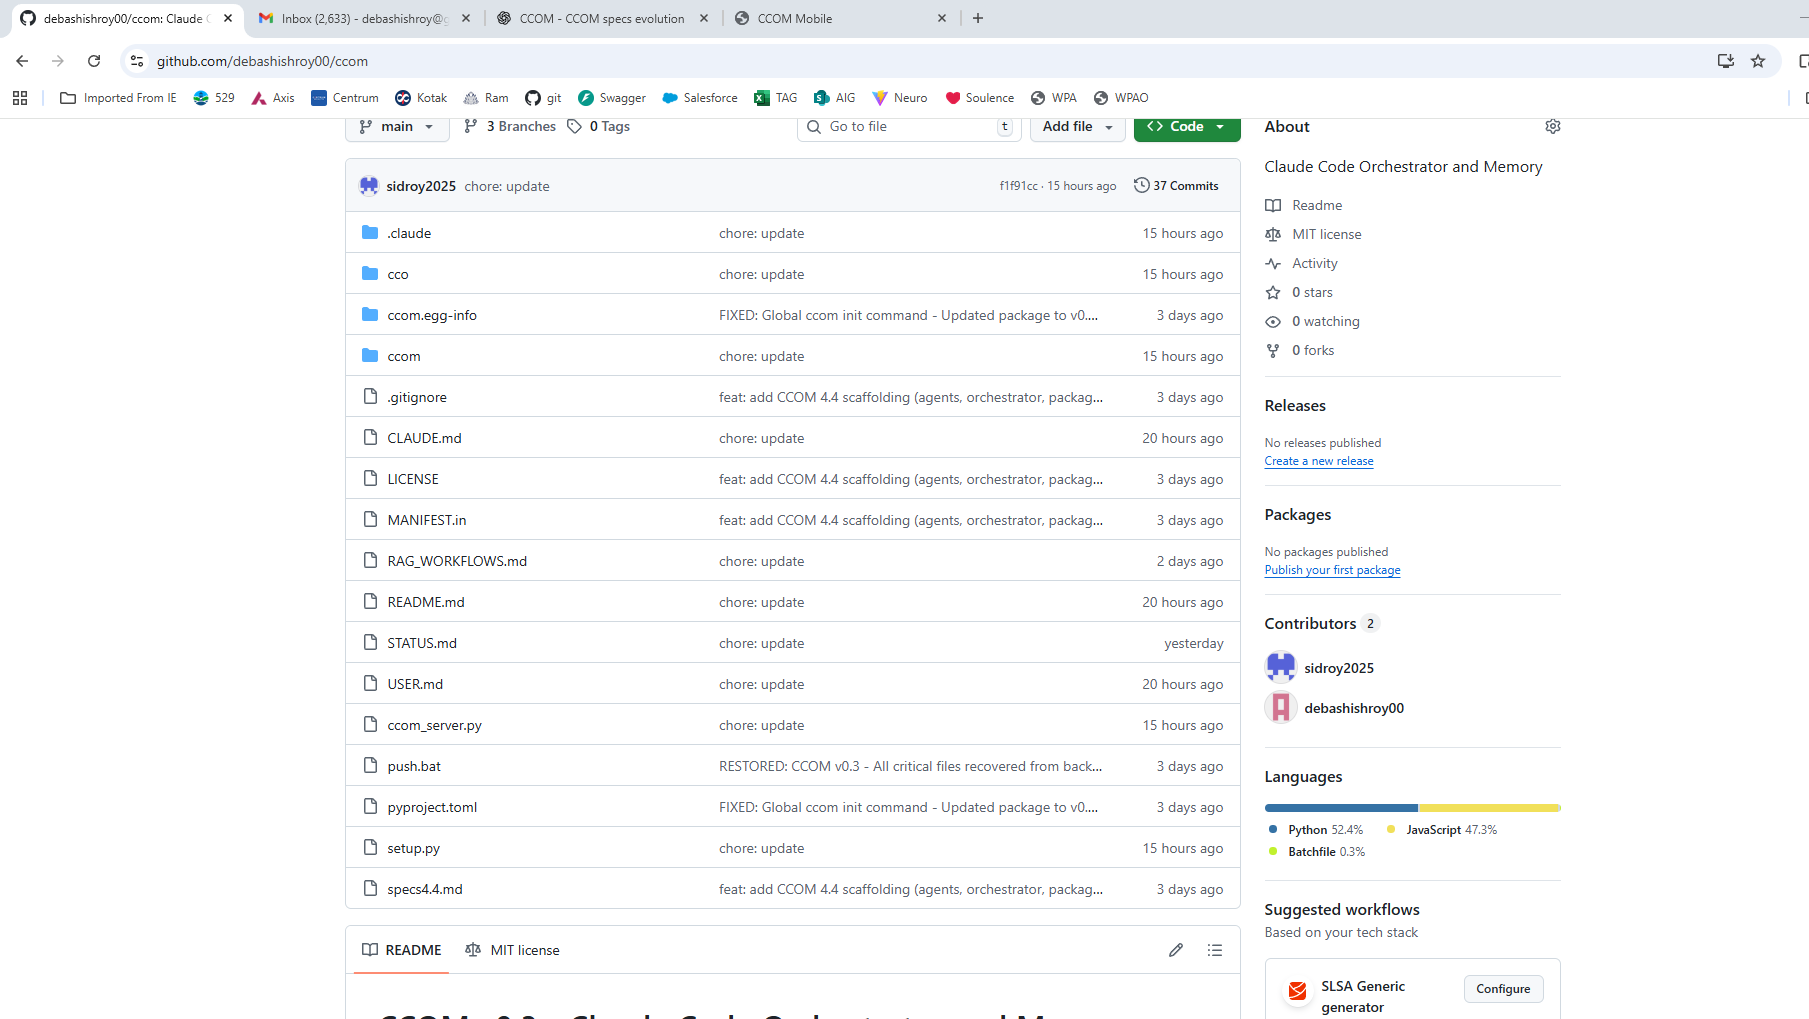 debashishroy00/ccom: Claude C
Inbox (2,633) - debashishroy@g
CCOM - CCOM specs evolution
CCOM Mobile
github.com/debashishroy00/ccom
Imported From IE
529
Axis
Centrum
Kotak
Ram
git
Swagger
Salesforce
TAG
AIG
Neuro
Soulence
WPA
WPAO
main
3 Branches
0 Tags
Go to file
t
Add file
Code
sidroy2025 chore: update f1f91cc · 15 hours ago 37 Commits
.claude chore: update 15 hours ago
cco chore: update 15 hours ago
ccom.egg-info FIXED: Global ccom init command - Updated package to v0.... 3 days ago
ccom chore: update 15 hours ago
.gitignore feat: add CCOM 4.4 scaffolding (agents, orchestrator, packag... 3 days ago
CLAUDE.md chore: update 20 hours ago
LICENSE feat: add CCOM 4.4 scaffolding (agents, orchestrator, packag... 3 days ago
MANIFEST.in feat: add CCOM 4.4 scaffolding (agents, orchestrator, packag... 3 days ago
RAG_WORKFLOWS.md chore: update 2 days ago
README.md chore: update 20 hours ago
STATUS.md chore: update yesterday
USER.md chore: update 20 hours ago
ccom_server.py chore: update 15 hours ago
push.bat RESTORED: CCOM v0.3 - All critical files recovered from back... 3 days ago
pyproject.toml FIXED: Global ccom init command - Updated package to v0.... 3 days ago
setup.py chore: update 15 hours ago
specs4.4.md feat: add CCOM 4.4 scaffolding (agents, orchestrator, packag... 3 days ago
README
MIT license
About
Claude Code Orchestrator and Memory
Readme
MIT license
Activity
0 stars
0 watching
0 forks
Releases
No releases published
Create a new release
Packages
No packages published
Publish your first package
Contributors 2
sidroy2025
debashishroy00
Languages
Python 52.4% JavaScript 47.3%
Batchfile 0.3%
Suggested workflows
Based on your tech stack
SLSA Generic
generator
Configure